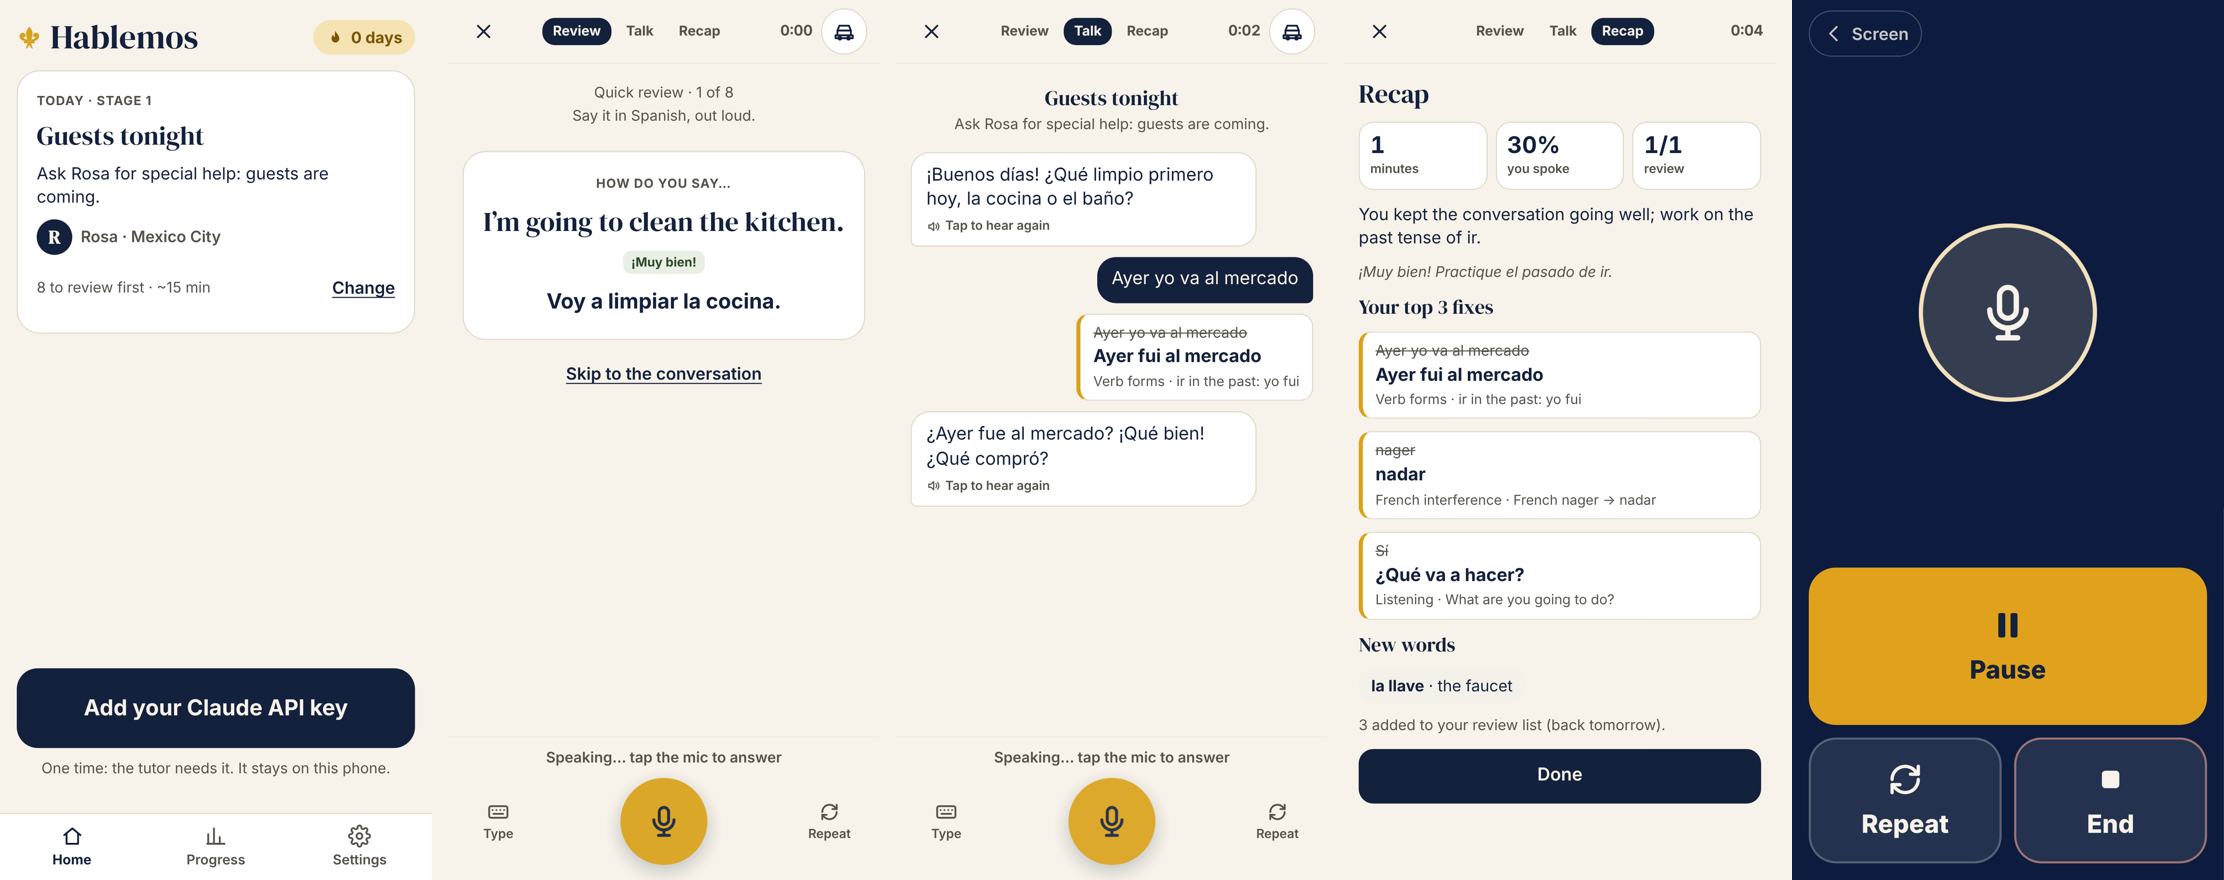 Hablemos
0 days
TODAY · STAGE 1
Guests tonight
Ask Rosa for special help: guests are
coming.
R
Rosa · Mexico City
8 to review first · ~15 min
Change
Add your Claude API key
One time: the tutor needs it. It stays on this phone.
Home
Progress
Settings
Review
Talk
Recap
0:00
Quick review · 1 of 8
Say it in Spanish, out loud.
HOW DO YOU SAY...
I'm going to clean the kitchen.
¡Muy bien!
Voy a limpiar la cocina.
Skip to the conversation
Speaking... tap the mic to answer
Type
Repeat
Review
Talk
Recap
0:02
Guests tonight
Ask Rosa for special help: guests are coming.
¡Buenos días! ¿Qué limpio primero
hoy, la cocina o el baño?
Tap to hear again
Ayer yo va al mercado
Ayer yo va al mercado
Ayer fui al mercado
Verb forms · ir in the past: yo fui
¿Ayer fue al mercado? ¡Qué bien!
¿Qué compró?
Tap to hear again
Speaking... tap the mic to answer
Type
Repeat
Review
Talk
Recap
0:04
Recap
1
minutes
30%
you spoke
1/1
review
You kept the conversation going well; work on the
past tense of ir.
¡Muy bien! Practique el pasado de ir.
Your top 3 fixes
Ayer yo va al mercado
Ayer fui al mercado
Verb forms · ir in the past: yo fui
nager
nadar
French interference · French nager → nadar
Sí
¿Qué va a hacer?
Listening · What are you going to do?
New words
la llave · the faucet
3 added to your review list (back tomorrow).
Done
Screen
Pause
Repeat
End